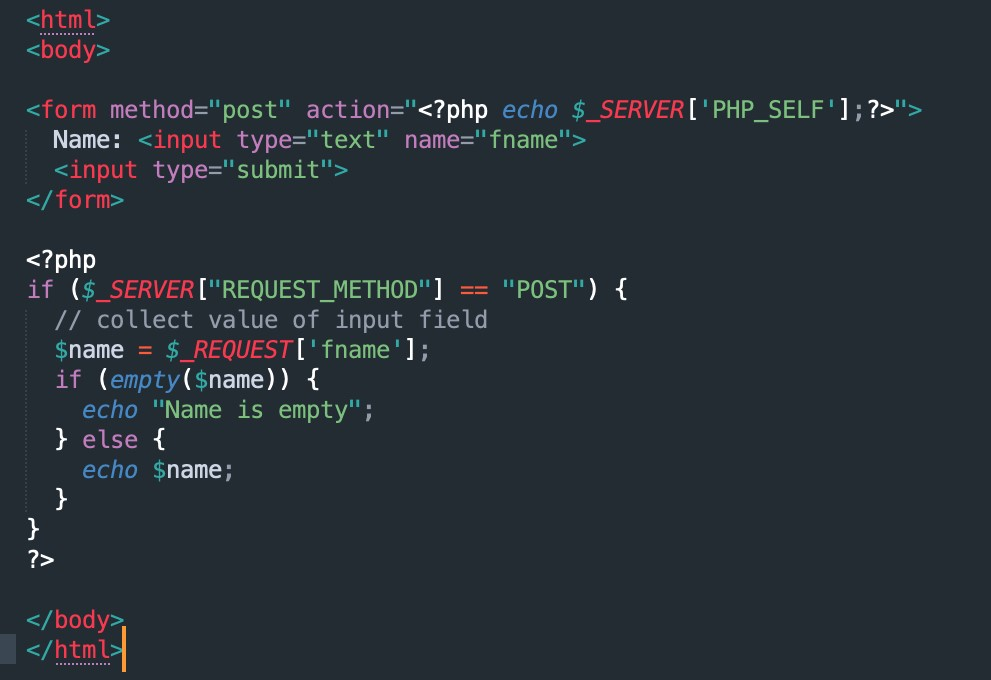 <html>
<body>
<form method="post" action="<?php echo $_SERVER['PHP_SELF'];?>">
  Name: <input type="text" name="fname">
  <input type="submit">
</form>
<?php
if ($_SERVER["REQUEST_METHOD"] == "POST") {
  // collect value of input field
  $name = $_REQUEST['fname'];
  if (empty($name)) {
    echo "Name is empty";
  } else {
    echo $name;
  }
}
?>
</body>
</html>